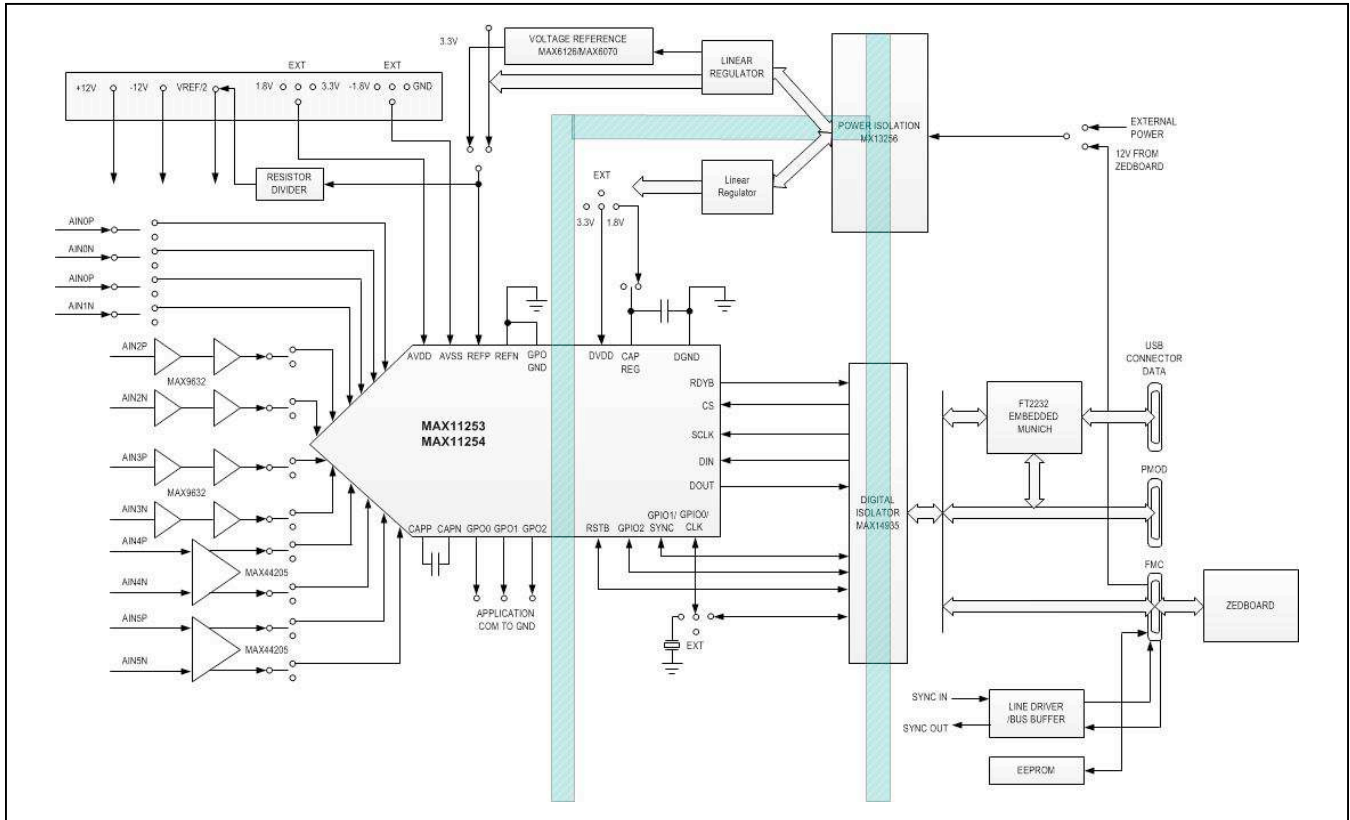 3.3V
VOLTAGE REFERENCE
MAX6126/MAX6070
LINEAR
REGULATOR
POWER ISOLATION
MX13256
EXTERNAL
POWER
12V FROM
ZEDBOARD
EXT
EXT
+12V
-12V
VREF/2
1.8V
3.3V
-1.8V
GND
RESISTOR
DIVIDER
Linear
Regulator
EXT
3.3V
1.8V
AIN0P
AIN0N
AIN0P
AIN1N
AIN2P
MAX9632
AIN2N
AIN3P
MAX9632
AIN3N
AIN4P
MAX44205
AIN4N
AIN5P
MAX44205
AIN5N
AVDD
AVSS
REFP
REFN
GPO
GND
DVDD
CAP
REG
DGND
MAX11253
MAX11254
RDYB
CS
SCLK
DIN
DOUT
CAPP
CAPN
GPO0
GPO1
GPO2
RSTB
GPIO2
GPIO1/
SYNC
GPIO0/
CLK
APPLICATION
COM TO GND
EXT
DIGITAL
ISOLATOR
MAX14935
FT2232
EMBEDDED
MUNICH
USB
CONNECTOR
DATA
PMOD
FMC
ZEDBOARD
SYNC IN
SYNC OUT
LINE DRIVER
/BUS BUFFER
EEPROM